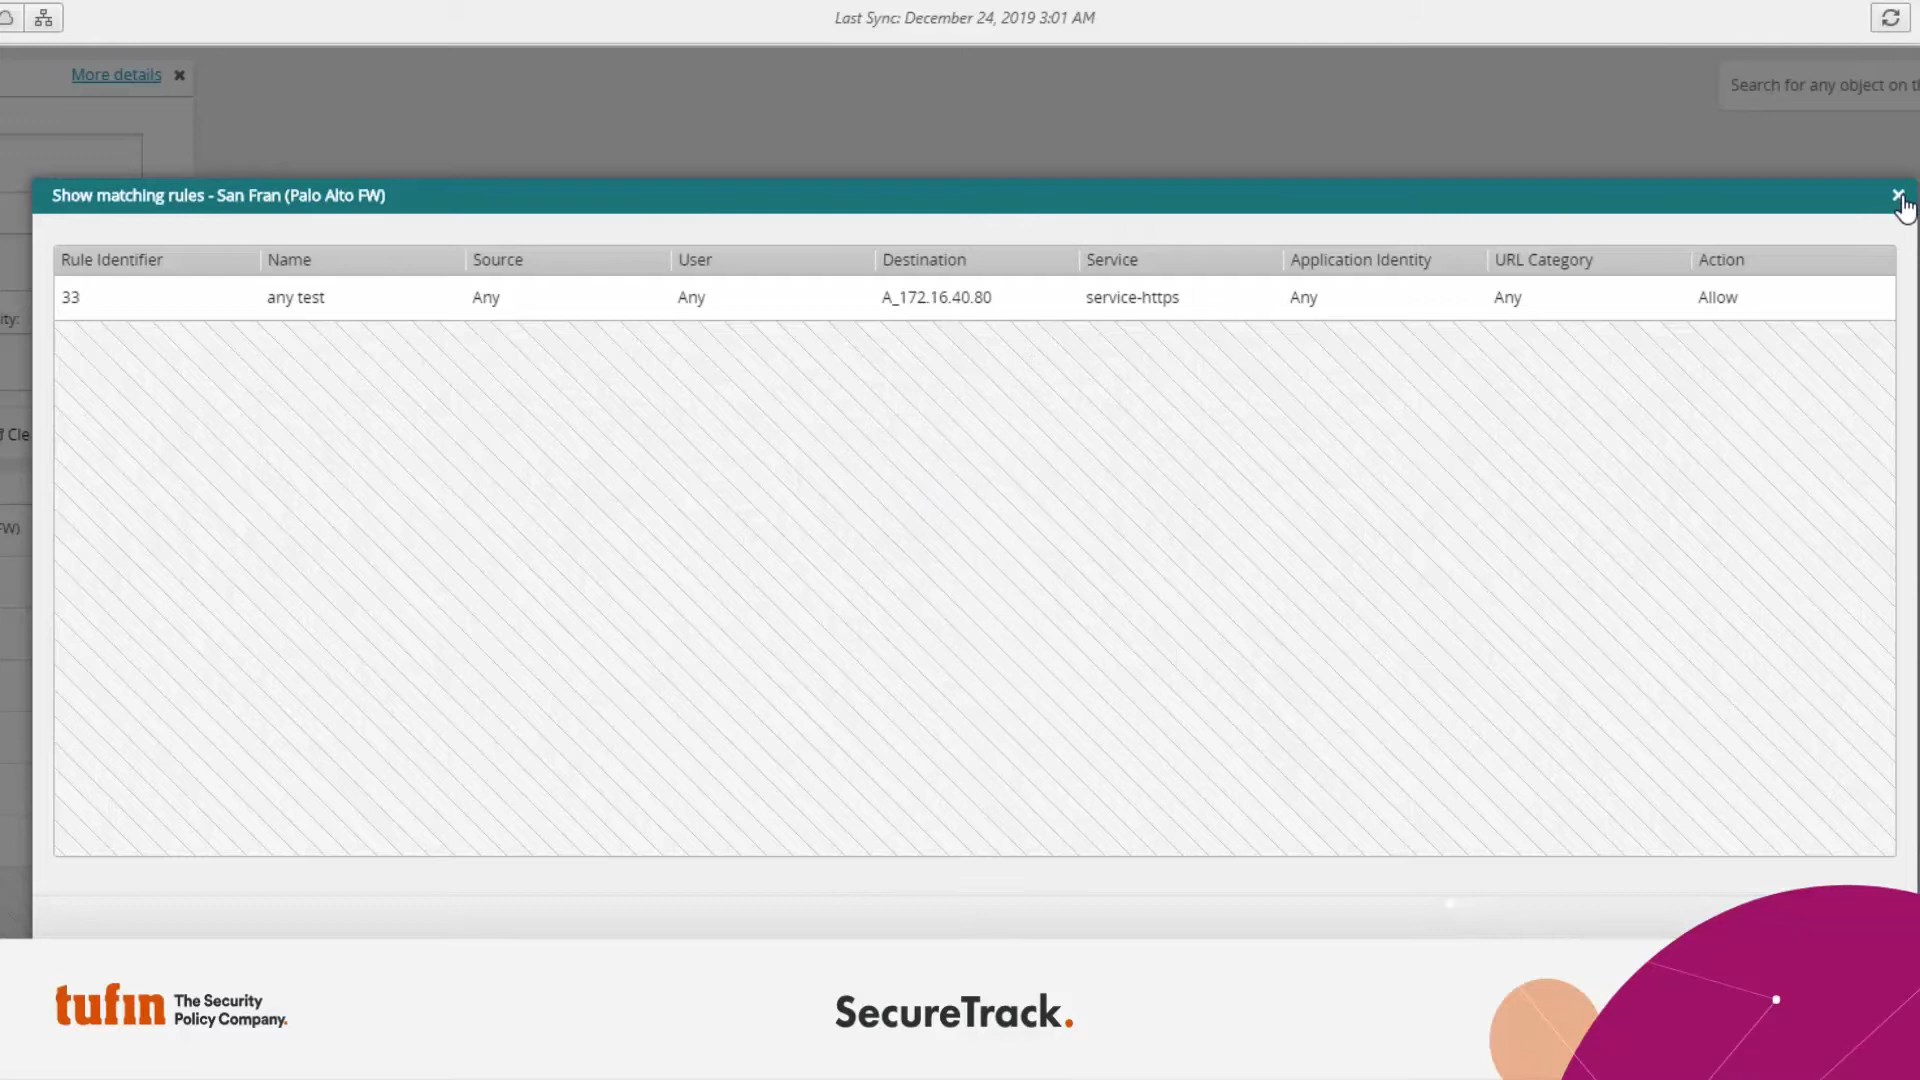 Last Sync: December 24, 2019 3:01 AM
More details
Search for any object on
Show matching rules - San Fran (Palo Alto FW)
Rule Identifier Name Source User Destination Service Application Identity URL Category Action
33 any test Any Any A_172.16.40.80 service-https Any Any Allow
ity:
Cle
FW)
tufin The Security
Policy Company.
SecureTrack.